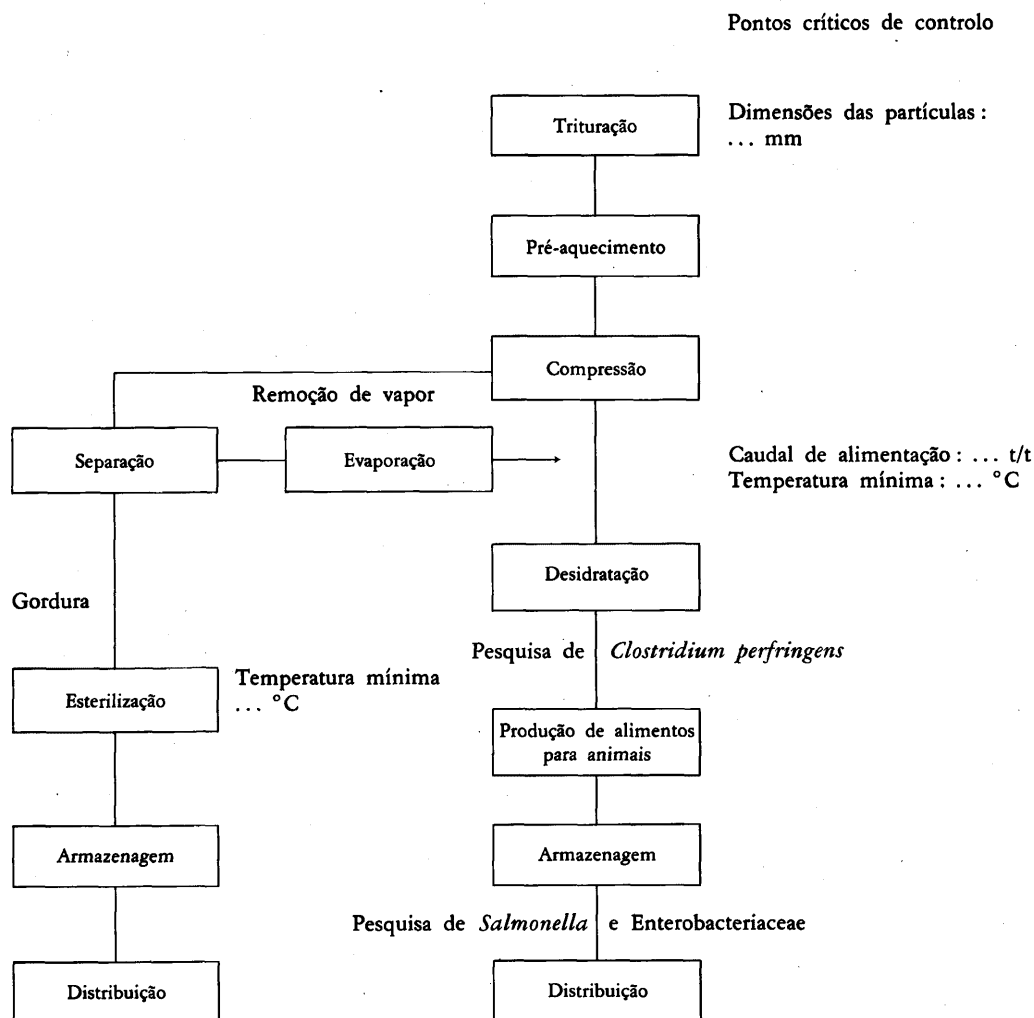 Pontos críticos de controlo
Trituração
Dimensões das partículas :
... mm
Pré-aquecimento
Compressão
Remoção de vapor
Separação
Evaporação
Caudal de alimentação : ... t/t
Temperatura mínima : ... °C
Desidratação
Gordura
Pesquisa de Clostridium perfringens
Esterilização
Temperatura mínima
... °C
Produção de alimentos
para animais
Armazenagem
Armazenagem
Pesquisa de Salmonella e Enterobacteriaceae
Distribuição
Distribuição